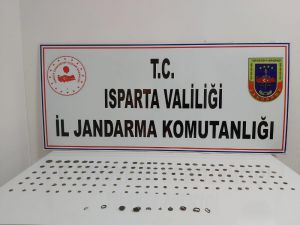 T.C.
ISPARTA VALİLİĞİ
İL JANDARMA KOMUTANLIĞI